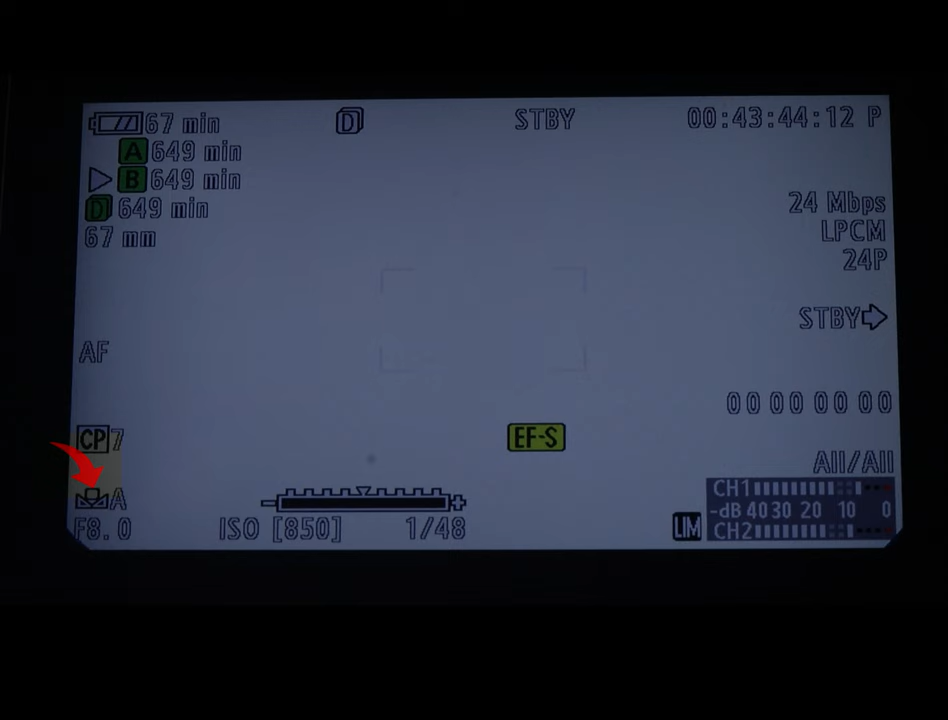 67 min D STBY 00:43:44:12 P
A 649 min
B 649 min
D 649 min
67 mm
24 Mbps
LPCM
24P
STBY
AF
00 00 00 00
CP 7
EF-S
All/All
A
CH1
-dB 40 30 20 10 0
F8.0 ISO [850] 1/48 LIM CH2